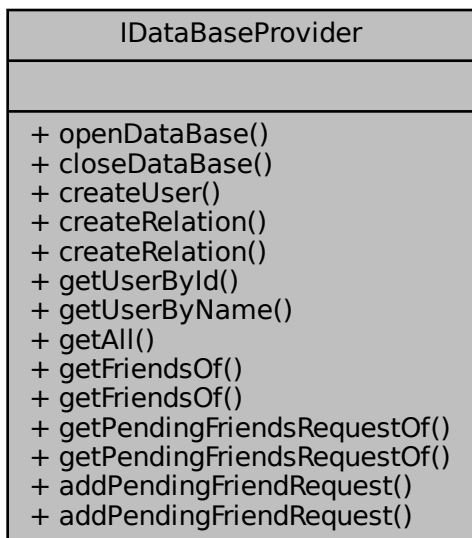 IDataBaseProvider
+ openDataBase()
+ closeDataBase()
+ createUser()
+ createRelation()
+ createRelation()
+ getUserById()
+ getUserByName()
+ getAll()
+ getFriendsOf()
+ getFriendsOf()
+ getPendingFriendsRequestOf()
+ getPendingFriendsRequestOf()
+ addPendingFriendRequest()
+ addPendingFriendRequest()